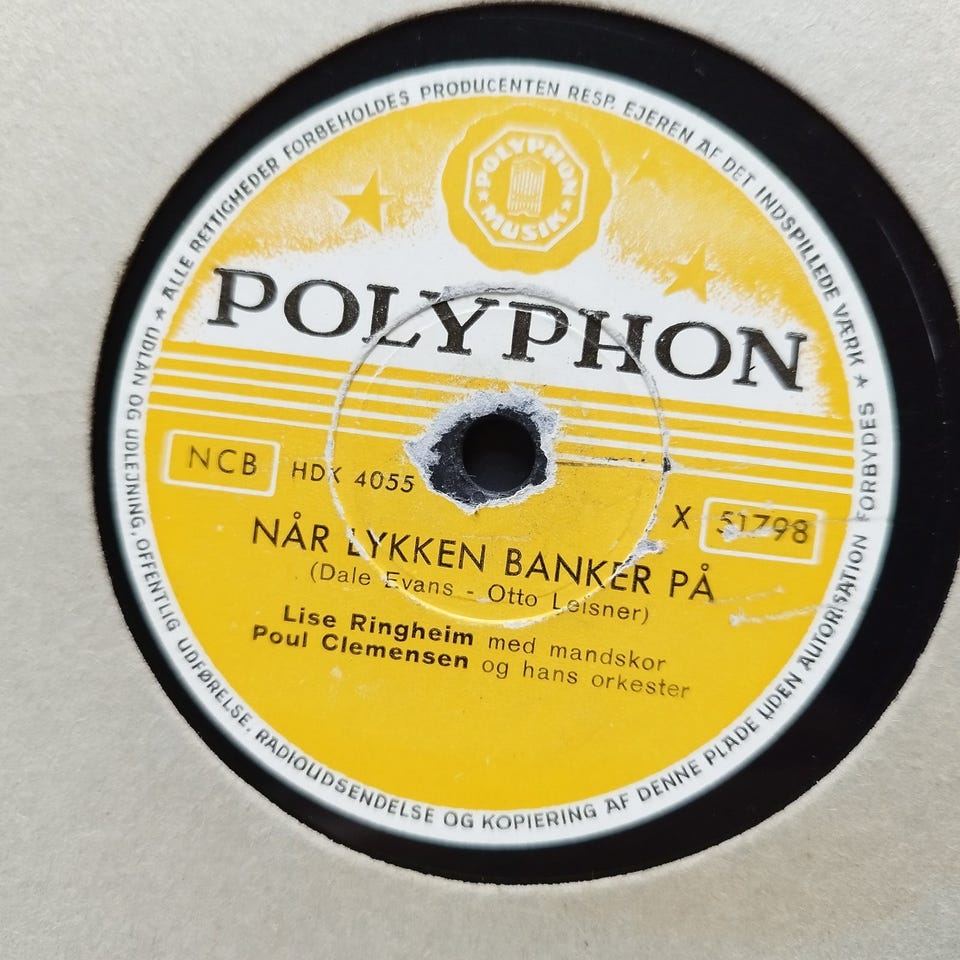 ★ ALLE RETTIGHEDER FORBEHOLDES PRODUCENTEN RESP. EJEREN AF DET INDSPILLEDE VÆRK ★
UDLAN OG UDLEJNING, OFFENTLIG UDFØRELSE, RADIOUDSENDELSE OG KOPIERING AF DENNE PLADE UDEN AUTORISATION FORBYDES
POLYPHON
★ MUSIK ★
POLYPHON
NCB HDK 4055
X 51798
NÅR LYKKEN BANKER PÅ
(Dale Evans - Otto Leisner)
Lise Ringheim med mandskor
Poul Clemensen og hans orkester